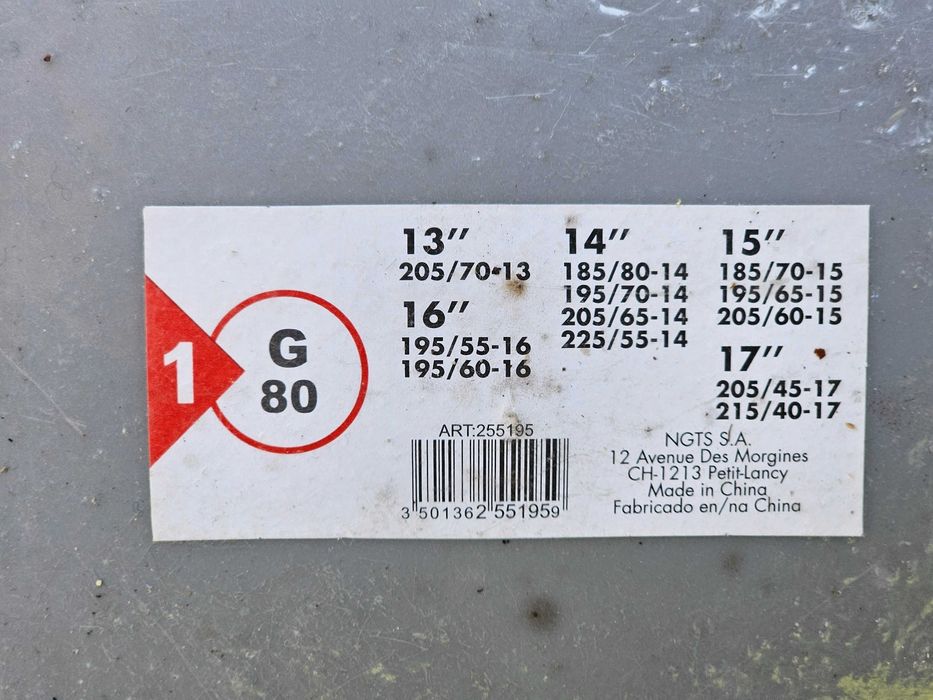 1
G
80
13’’
205/70-13
16’’
195/55-16
195/60-16
14’’
185/80-14
195/70-14
205/65-14
225/55-14
15’’
185/70-15
195/65-15
205/60-15
17’’
205/45-17
215/40-17
ART:255195
3 501362 551959
NGTS S.A.
12 Avenue Des Morgines
CH-1213 Petit-Lancy
Made in China
Fabricado en/na China